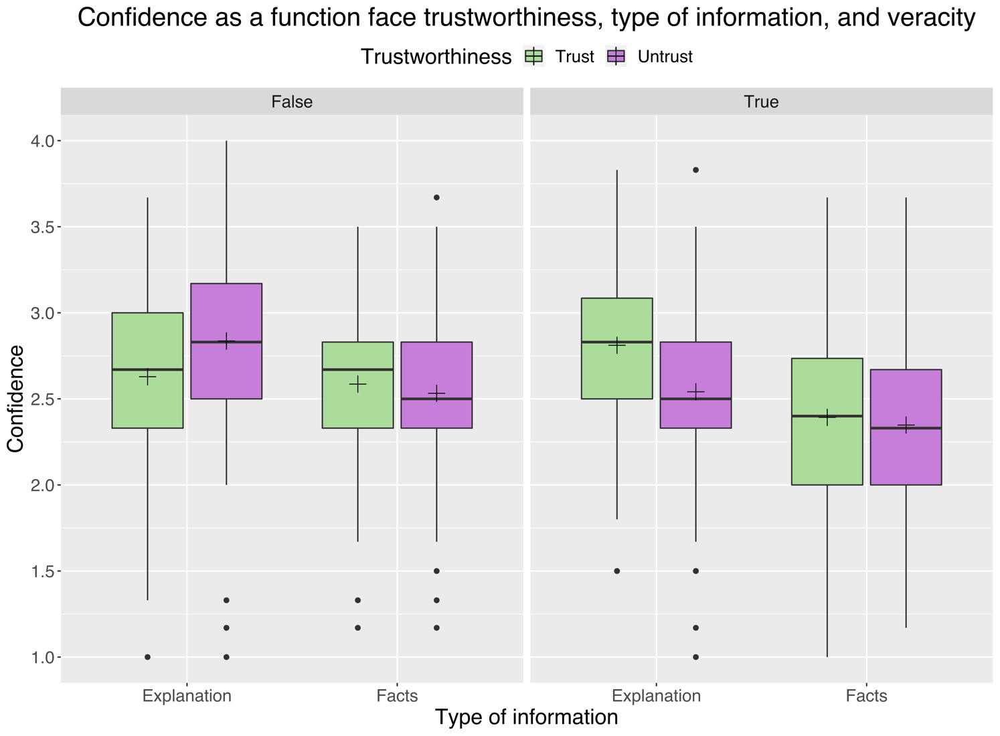 Confidence as a function face trustworthiness, type of information, and veracity
Trustworthiness Trust Untrust
False True
4.0
3.5
3.0
2.5
2.0
1.5
1.0
Confidence
Explanation Facts Explanation Facts
Type of information